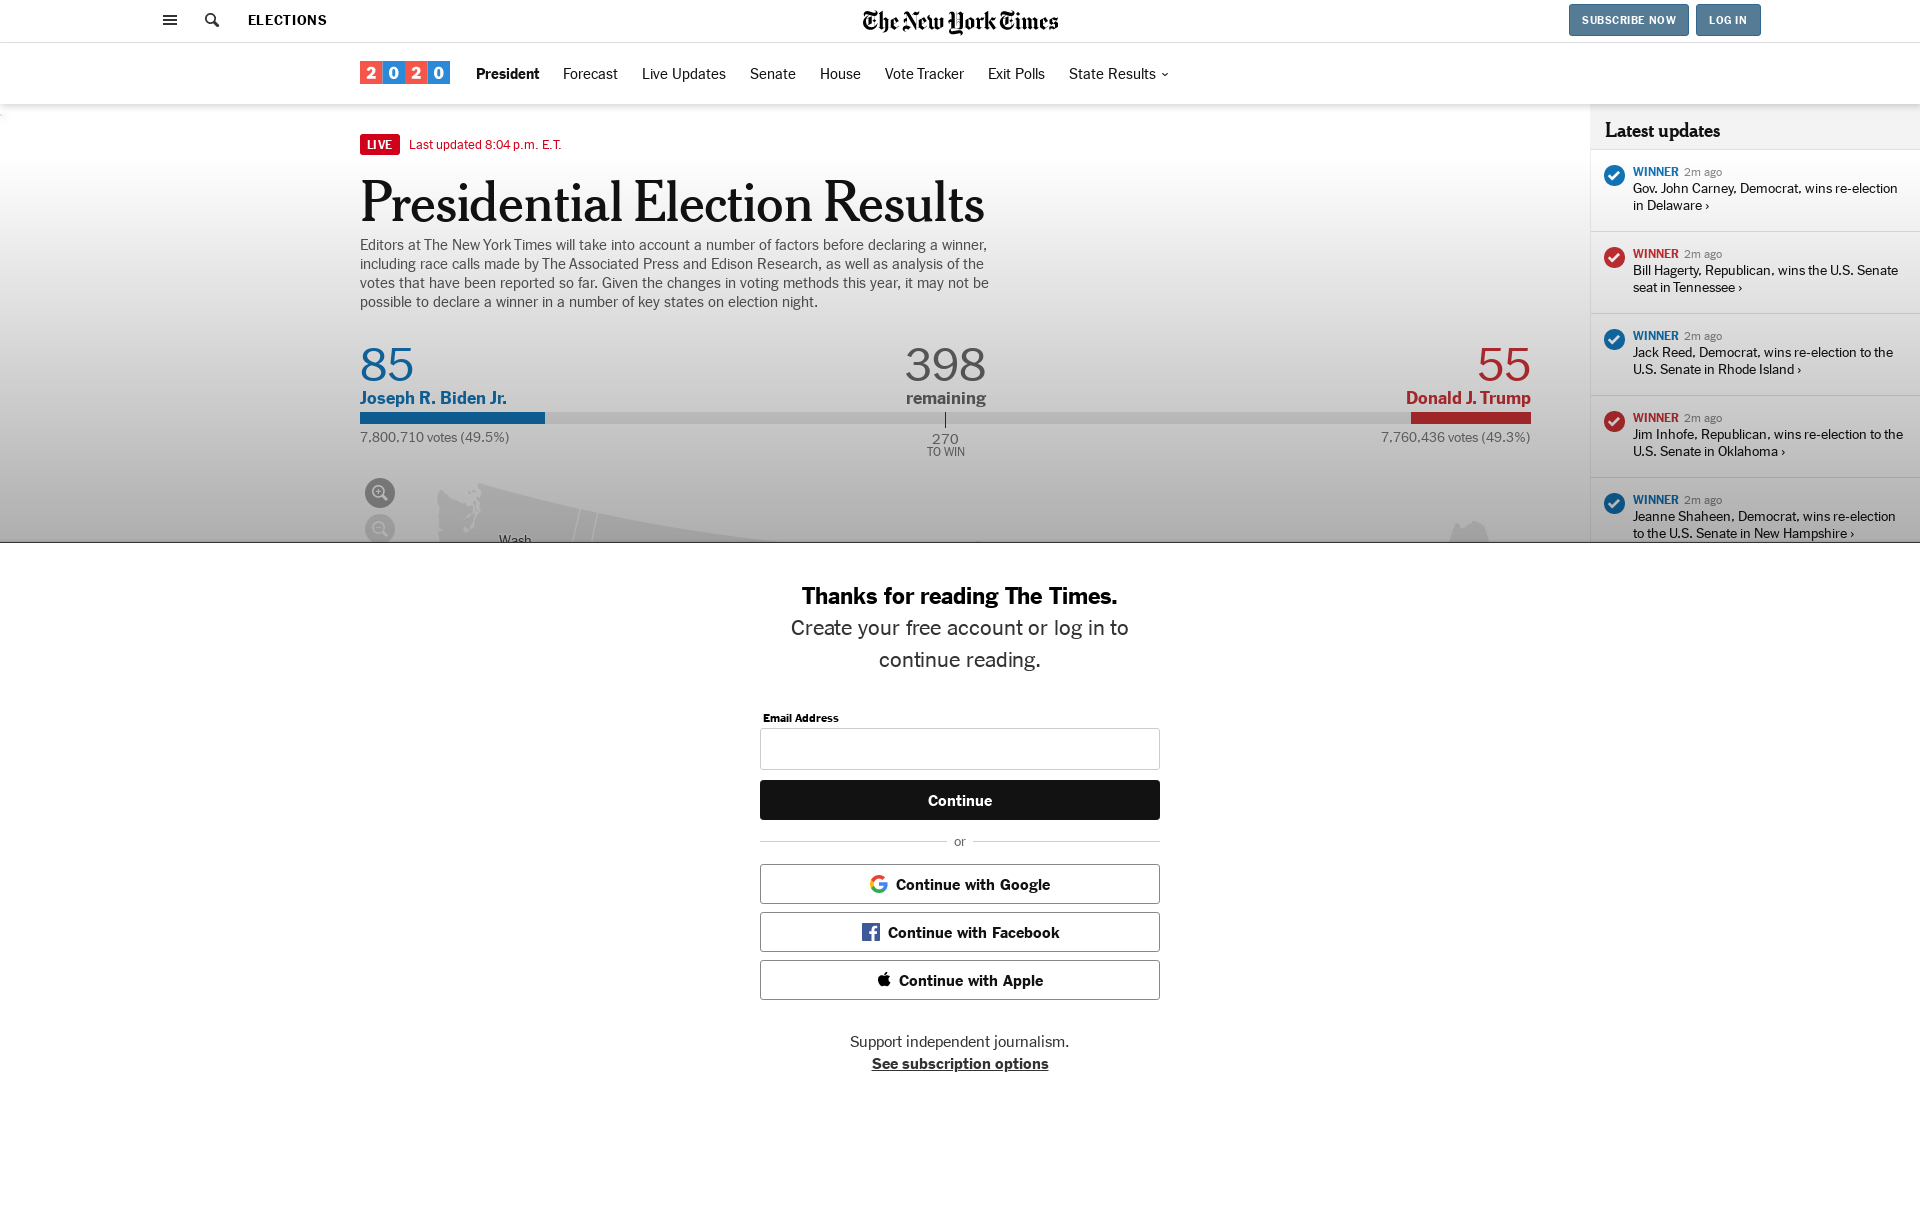 ELECTIONS
The New York Times
SUBSCRIBE NOW
LOG IN
2020
President
Forecast
Live Updates
Senate
House
Vote Tracker
Exit Polls
State Results
LIVE
Last updated 8:04 p.m. E.T.
Presidential Election Results
Editors at The New York Times will take into account a number of factors before declaring a winner,
including race calls made by The Associated Press and Edison Research, as well as analysis of the
votes that have been reported so far. Given the changes in voting methods this year, it may not be
possible to declare a winner in a number of key states on election night.
85
398
55
Joseph R. Biden Jr.
remaining
Donald J. Trump
7,800,710 votes (49.5%)
270
TO WIN
7,760,436 votes (49.3%)
Wash.
Latest updates
WINNER 2m ago
Gov. John Carney, Democrat, wins re-election
in Delaware ›
WINNER 2m ago
Bill Hagerty, Republican, wins the U.S. Senate
seat in Tennessee ›
WINNER 2m ago
Jack Reed, Democrat, wins re-election to the
U.S. Senate in Rhode Island ›
WINNER 2m ago
Jim Inhofe, Republican, wins re-election to the
U.S. Senate in Oklahoma ›
WINNER 2m ago
Jeanne Shaheen, Democrat, wins re-election
to the U.S. Senate in New Hampshire ›
Thanks for reading The Times.
Create your free account or log in to
continue reading.
Email Address
Continue
or
Continue with Google
Continue with Facebook
Continue with Apple
Support independent journalism.
See subscription options